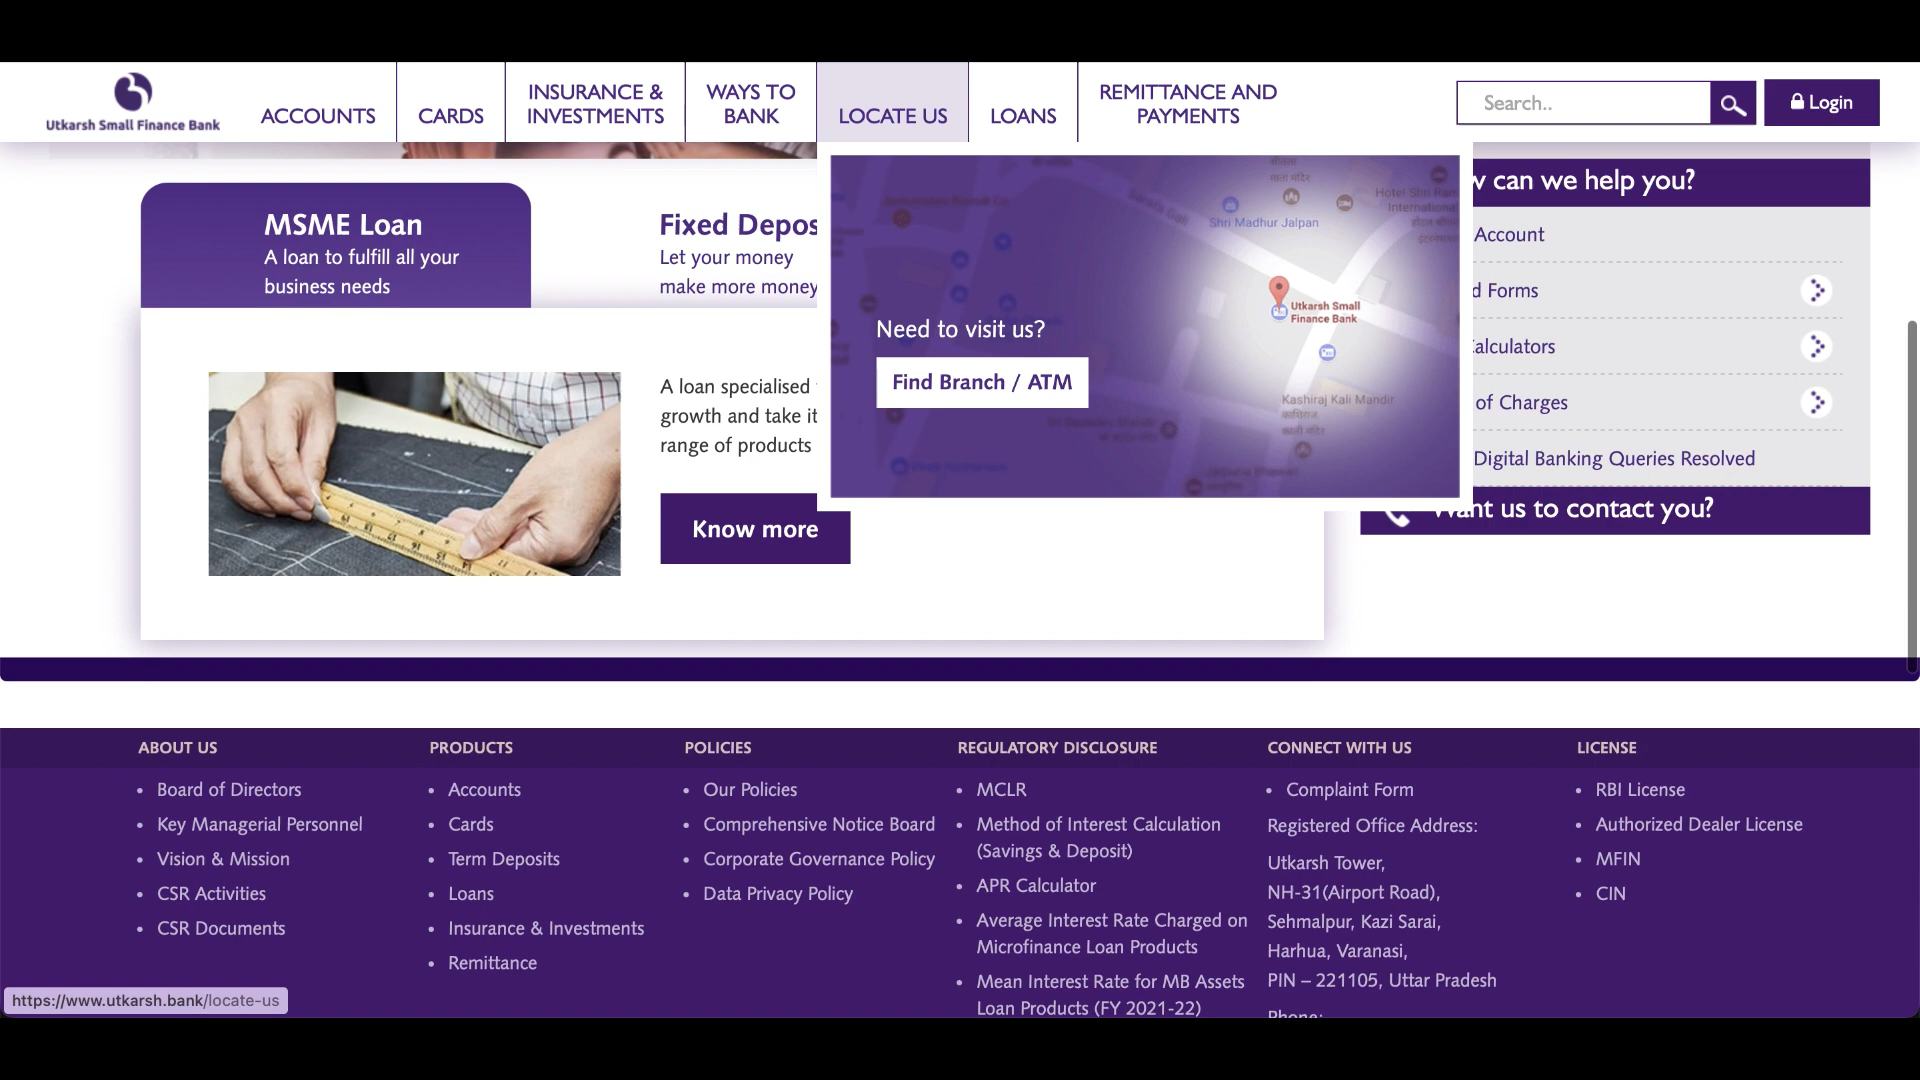 Utkarsh Small Finance Bank
ACCOUNTS
CARDS
INSURANCE &
INVESTMENTS
WAYS TO
BANK
LOCATE US
LOANS
REMITTANCE AND
PAYMENTS
Search..
Login
MSME Loan
A loan to fulfill all your
business needs
Fixed Depos
Let your money
make more money
A loan specialised
growth and take it
range of products
Know more
Need to visit us?
Find Branch / ATM
माता मंदिर
Shri Madhur Jalpan
Hotel Shri Ram
International
Utkarsh Small
Finance Bank
Kashiraj Kali Mandir
w can we help you?
Account
d Forms
Calculators
of Charges
Digital Banking Queries Resolved
Want us to contact you?
ABOUT US
Board of Directors
Key Managerial Personnel
Vision & Mission
CSR Activities
CSR Documents
PRODUCTS
Accounts
Cards
Term Deposits
Loans
Insurance & Investments
Remittance
POLICIES
Our Policies
Comprehensive Notice Board
Corporate Governance Policy
Data Privacy Policy
REGULATORY DISCLOSURE
MCLR
Method of Interest Calculation
(Savings & Deposit)
APR Calculator
Average Interest Rate Charged on
Microfinance Loan Products
Mean Interest Rate for MB Assets
Loan Products (FY 2021-22)
CONNECT WITH US
Complaint Form
Registered Office Address:
Utkarsh Tower,
NH-31(Airport Road),
Sehmalpur, Kazi Sarai,
Harhua, Varanasi,
PIN – 221105, Uttar Pradesh
Phone:
LICENSE
RBI License
Authorized Dealer License
MFIN
CIN
https://www.utkarsh.bank/locate-us